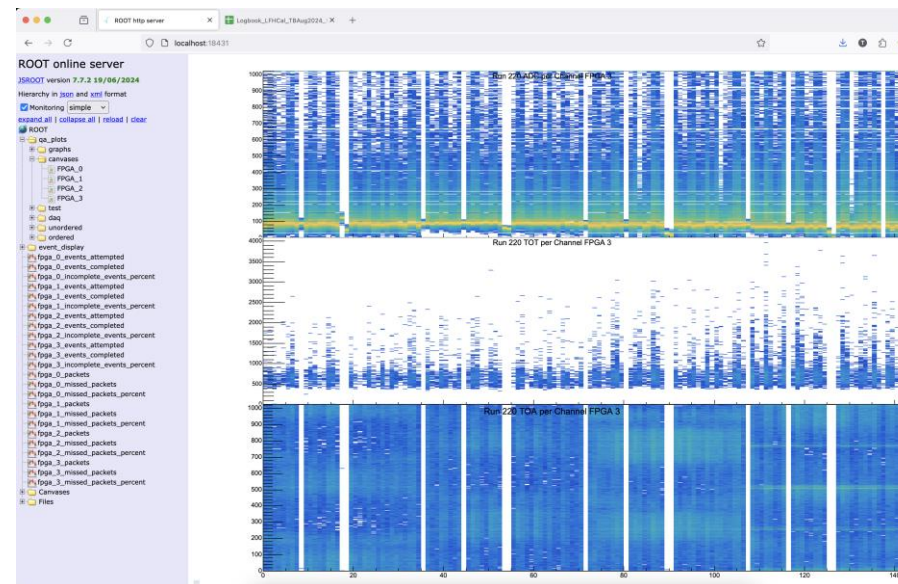 ROOT http server
Logbook_LFHCal_TBAug2024_
localhost:18431
ROOT online server
JSROOT version 7.7.2 19/06/2024
Hierarchy in json and xml format
Monitoring simple
expand all | collapse all | reload | clear
ROOT
qa_plots
graphs
canvases
FPGA_0
FPGA_1
FPGA_2
FPGA_3
test
daq
unordered
ordered
event_display
fpga_0_events_attempted
fpga_0_events_completed
fpga_0_incomplete_events_percent
fpga_1_events_attempted
fpga_1_events_completed
fpga_1_incomplete_events_percent
fpga_2_events_attempted
fpga_2_events_completed
fpga_2_incomplete_events_percent
fpga_3_events_attempted
fpga_3_events_completed
fpga_3_incomplete_events_percent
fpga_0_packets
fpga_0_missed_packets
fpga_0_missed_packets_percent
fpga_1_packets
fpga_1_missed_packets
fpga_1_missed_packets_percent
fpga_2_packets
fpga_2_missed_packets
fpga_2_missed_packets_percent
fpga_3_packets
fpga_3_missed_packets
fpga_3_missed_packets_percent
Canvases
Files
Run 220 ADC per Channel FPGA 3
1000
900
800
700
600
500
400
300
200
100
0
Run 220 TOT per Channel FPGA 3
4000
3500
3000
2500
2000
1500
1000
500
0
Run 220 TOA per Channel FPGA 3
1000
900
800
700
600
500
400
300
200
100
0
0 20 40 60 80 100 120 140